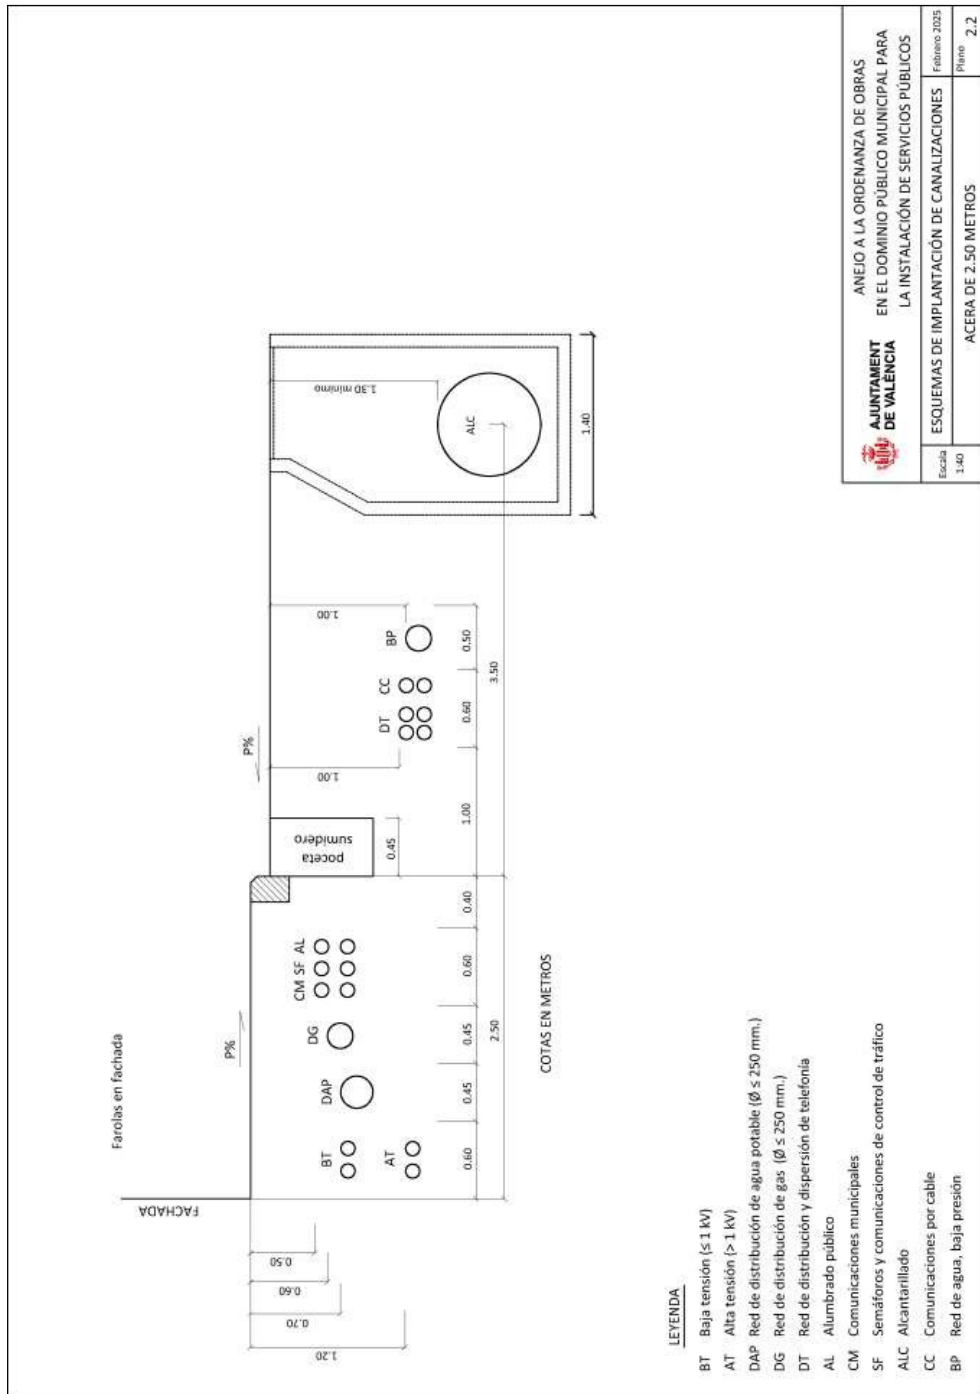 Farolas en fachada
FACHADA
P%
P%
BT
AT
DAP
DG
CM SF AL
poceta
sumidero
DT
CC
BP
ALC
0.50
0.60
0.70
1.20
1.00
1.00
1.30 mínimo
0.45
0.60
0.45
0.45
0.60
0.40
1.00
0.60
0.50
2.50
3.50
1.40
COTAS EN METROS
LEYENDA
BT Baja tensión (≤ 1 kV)
AT Alta tensión (> 1 kV)
DAP Red de distribución de agua potable (Ø ≤ 250 mm.)
DG Red de distribución de gas (Ø ≤ 250 mm.)
DT Red de distribución y dispersión de telefonía
AL Alumbrado público
CM Comunicaciones municipales
SF Semáforos y comunicaciones de control de tráfico
ALC Alcantarillado
CC Comunicaciones por cable
BP Red de agua, baja presión
AJUNTAMENT
DE VALÈNCIA
ANEJO A LA ORDENANZA DE OBRAS
EN EL DOMINIO PÚBLICO MUNICIPAL PARA
LA INSTALACIÓN DE SERVICIOS PÚBLICOS
Escala
1:40
ESQUEMAS DE IMPLANTACIÓN DE CANALIZACIONES
Febrero 2025
ACERA DE 2.50 METROS
Plano
2.2